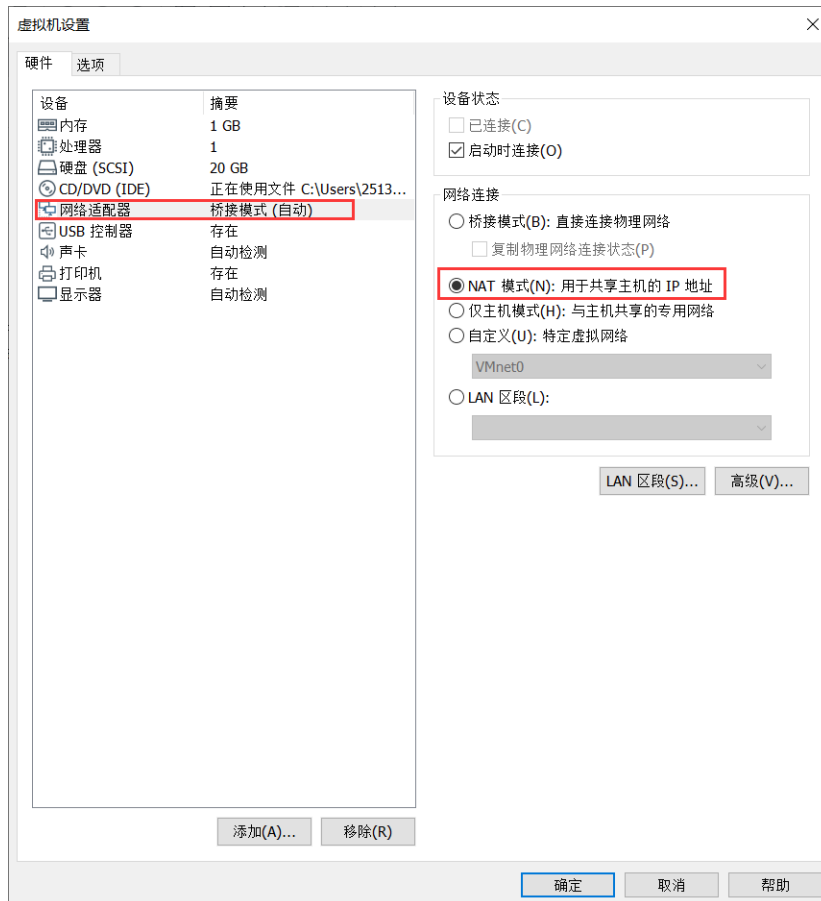 虚拟机设置
硬件 选项
设备 摘要
内存 1 GB
处理器 1
硬盘 (SCSI) 20 GB
CD/DVD (IDE) 正在使用文件 C:\Users\2513...
网络适配器 桥接模式 (自动)
USB 控制器 存在
声卡 自动检测
打印机 存在
显示器 自动检测
添加(A)... 移除(R)
设备状态
已连接(C)
启动时连接(O)
网络连接
桥接模式(B): 直接连接物理网络
复制物理网络连接状态(P)
NAT 模式(N): 用于共享主机的 IP 地址
仅主机模式(H): 与主机共享的专用网络
自定义(U): 特定虚拟网络
VMnet0
LAN 区段(L):
LAN 区段(S)... 高级(V)...
确定 取消 帮助